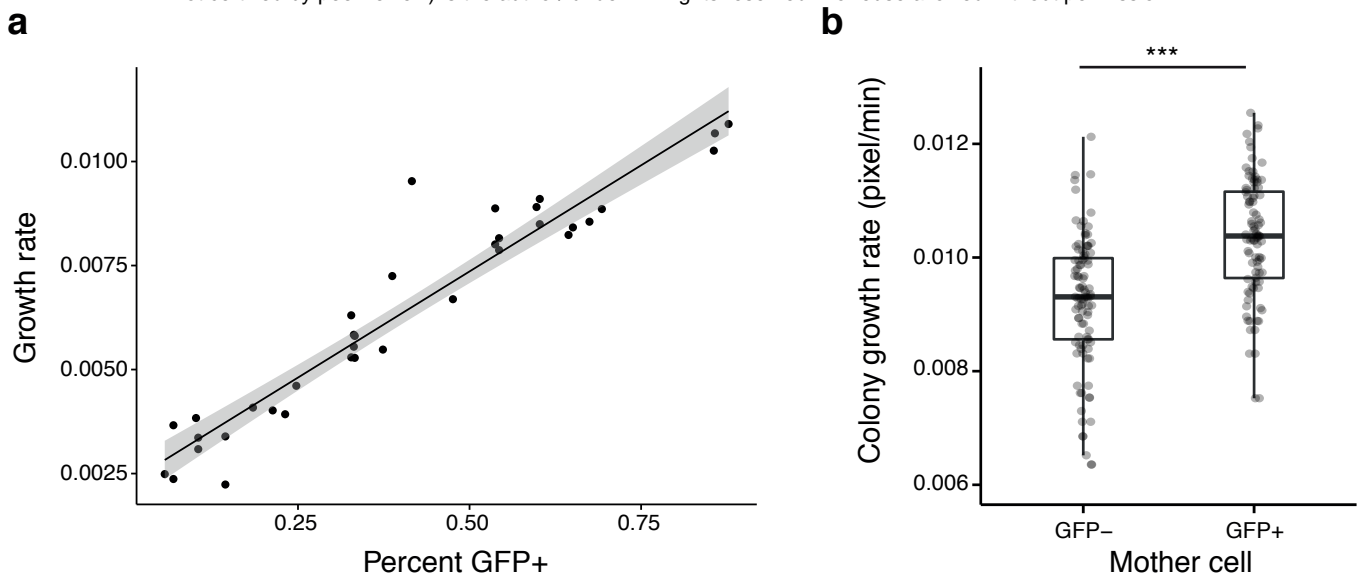 a
b
Growth rate
0.0100
0.0075
0.0050
0.0025
0.25
0.50
0.75
Percent GFP+
***
Colony growth rate (pixel/min)
0.012
0.010
0.008
0.006
GFP−
GFP+
Mother cell